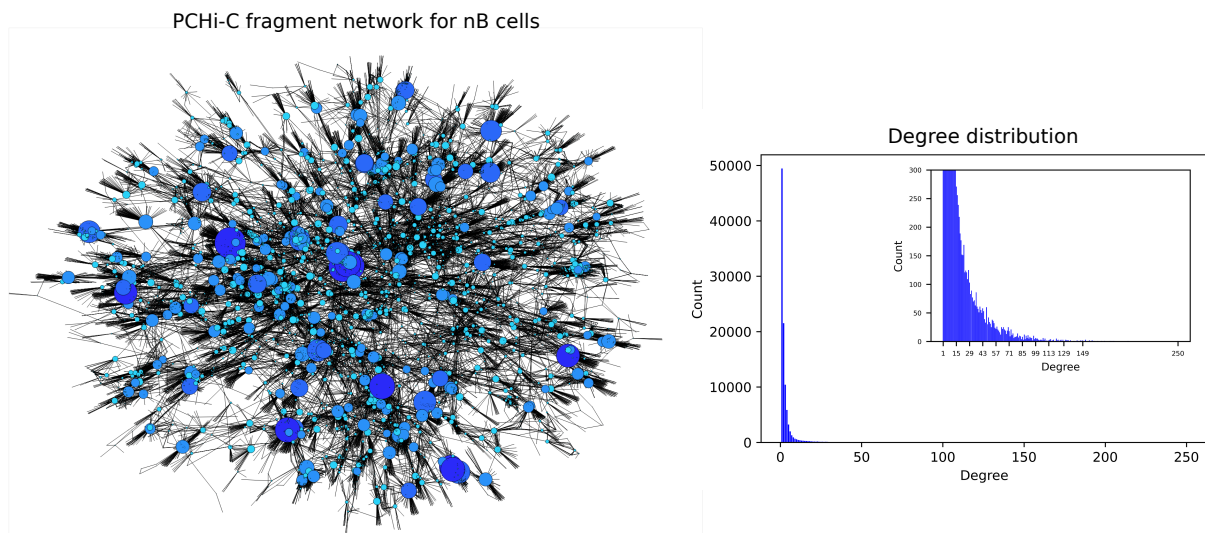 PCHi-C fragment network for nB cells
Degree distribution
50000
40000
30000
20000
10000
0
Count
0 50 100 150 200 250
Degree
300
250
200
150
100
50
0
Count
1 15 29 43 57 71 85 99 113 129 149 250
Degree